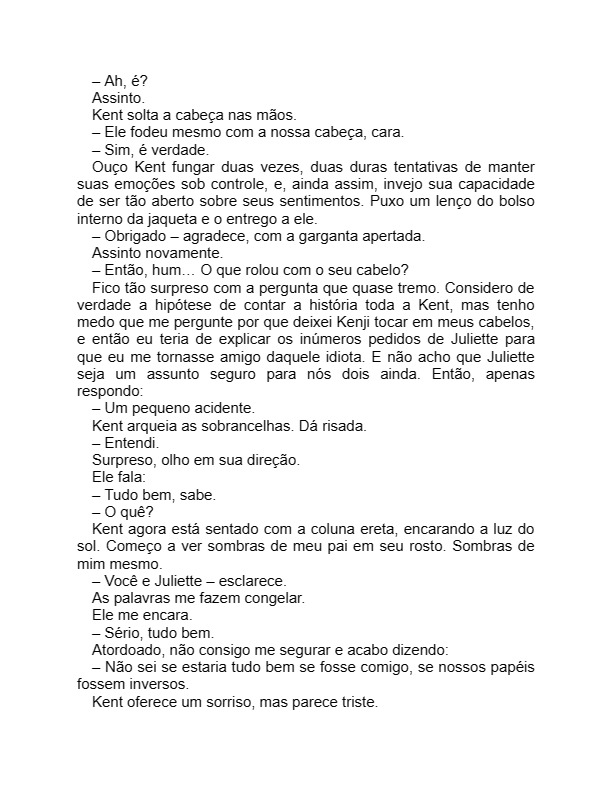 – Ah, é?
Assinto.
Kent solta a cabeça nas mãos.
– Ele fodeu mesmo com a nossa cabeça, cara.
– Sim, é verdade.
Ouço Kent fungar duas vezes, duas duras tentativas de manter
suas emoções sob controle, e, ainda assim, invejo sua capacidade
de ser tão aberto sobre seus sentimentos. Puxo um lenço do bolso
interno da jaqueta e o entrego a ele.
– Obrigado – agradece, com a garganta apertada.
Assinto novamente.
– Então, hum… O que rolou com o seu cabelo?
Fico tão surpreso com a pergunta que quase tremo. Considero de
verdade a hipótese de contar a história toda a Kent, mas tenho
medo que me pergunte por que deixei Kenji tocar em meus cabelos,
e então eu teria de explicar os inúmeros pedidos de Juliette para
que eu me tornasse amigo daquele idiota. E não acho que Juliette
seja um assunto seguro para nós dois ainda. Então, apenas
respondo:
– Um pequeno acidente.
Kent arqueia as sobrancelhas. Dá risada.
– Entendi.
Surpreso, olho em sua direção.
Ele fala:
– Tudo bem, sabe.
– O quê?
Kent agora está sentado com a coluna ereta, encarando a luz do
sol. Começo a ver sombras de meu pai em seu rosto. Sombras de
mim mesmo.
– Você e Juliette – esclarece.
As palavras me fazem congelar.
Ele me encara.
– Sério, tudo bem.
Atordoado, não consigo me segurar e acabo dizendo:
– Não sei se estaria tudo bem se fosse comigo, se nossos papéis
fossem inversos.
Kent oferece um sorriso, mas parece triste.